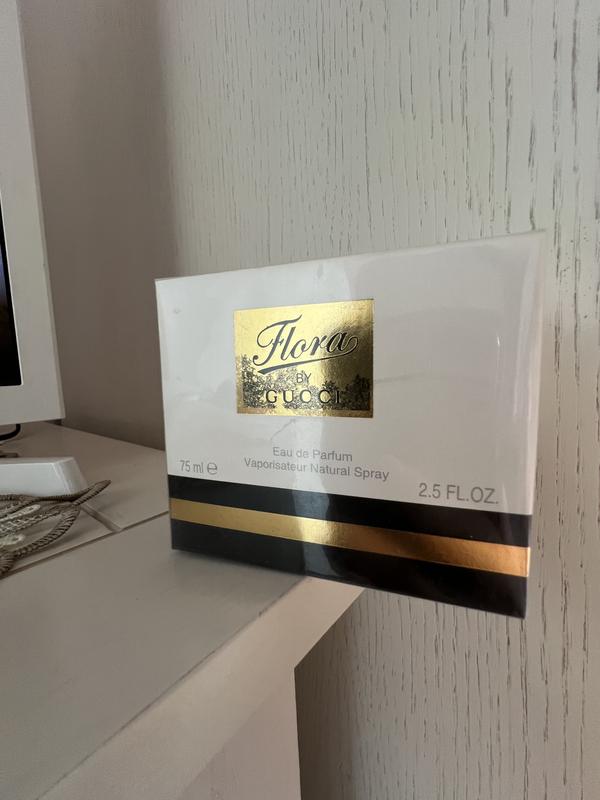 Flora
BY
GUCCI
Eau de Parfum
75 ml ℮ Vaporisateur Natural Spray
2.5 FL.OZ.